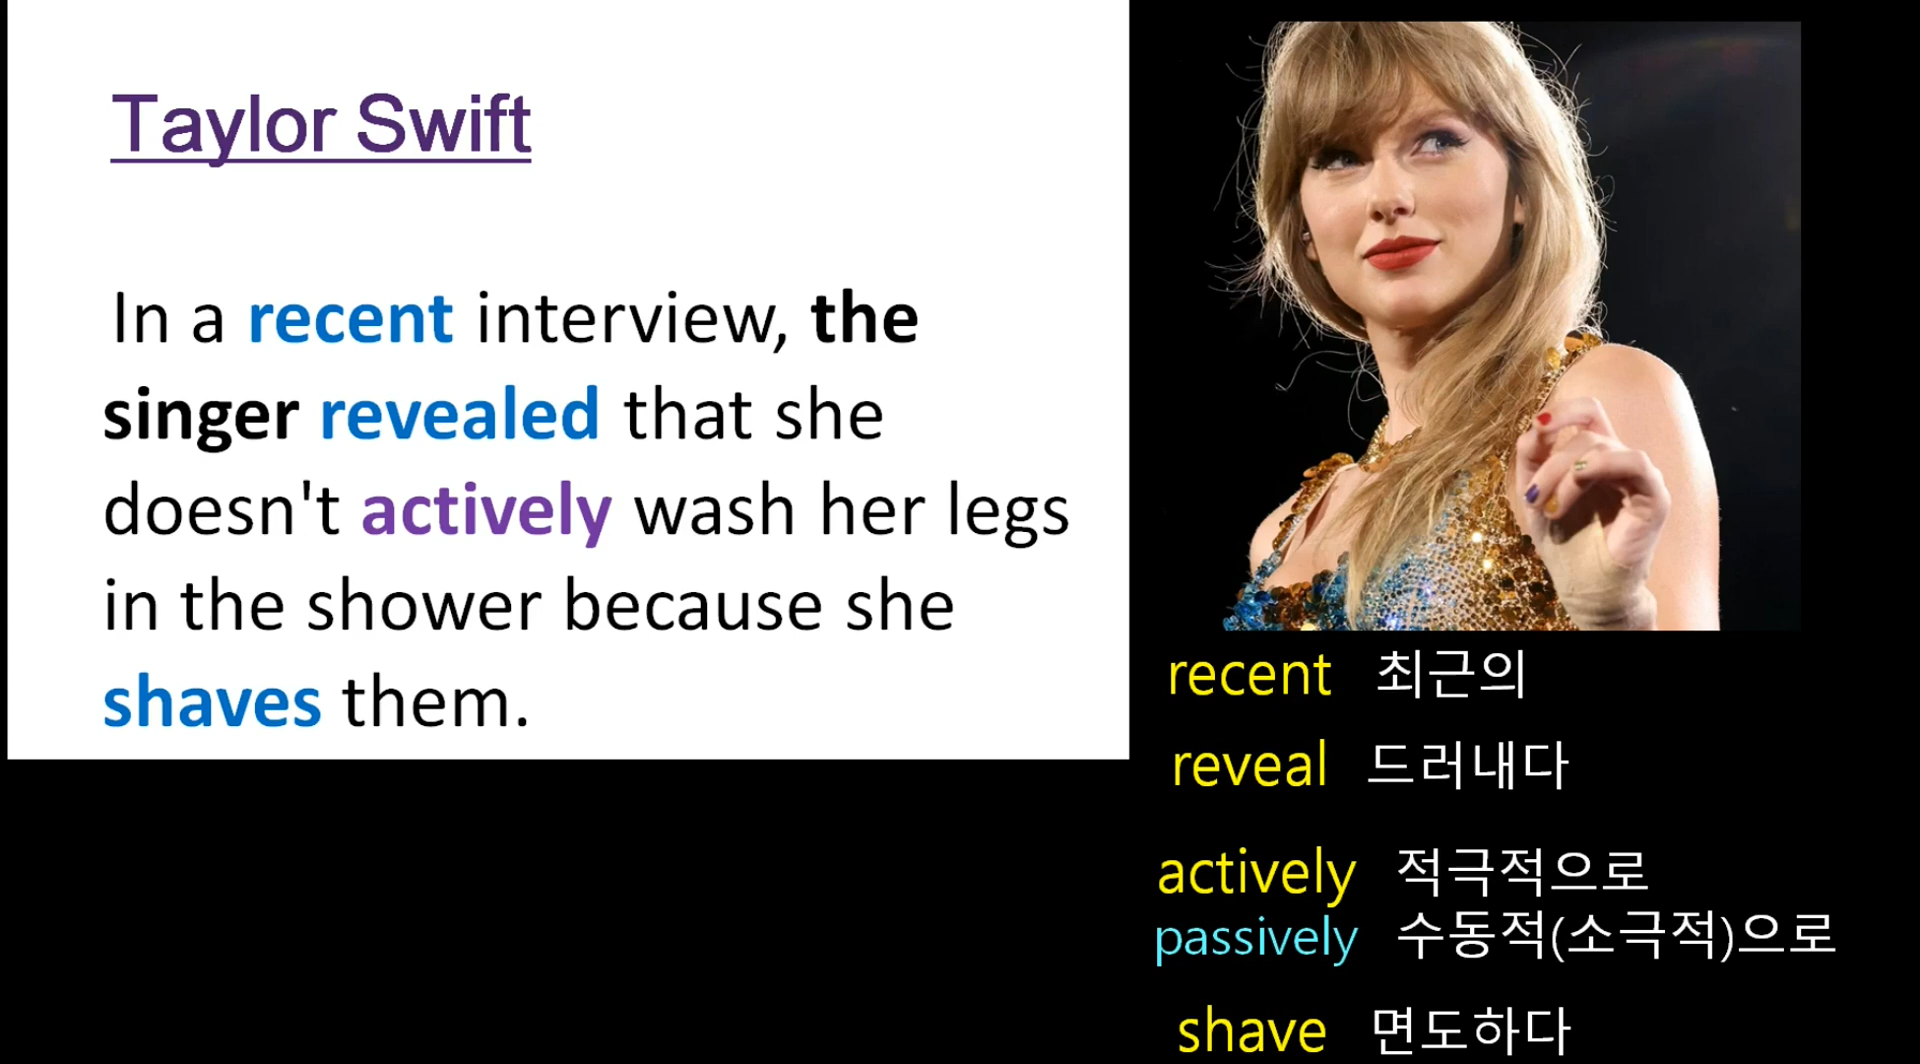 Taylor Swift
In a recent interview, the
singer revealed that she
doesn't actively wash her legs
in the shower because she
shaves them.
recent 최근의
reveal 드러내다
actively 적극적으로
passively 수동적(소극적)으로
shave 면도하다